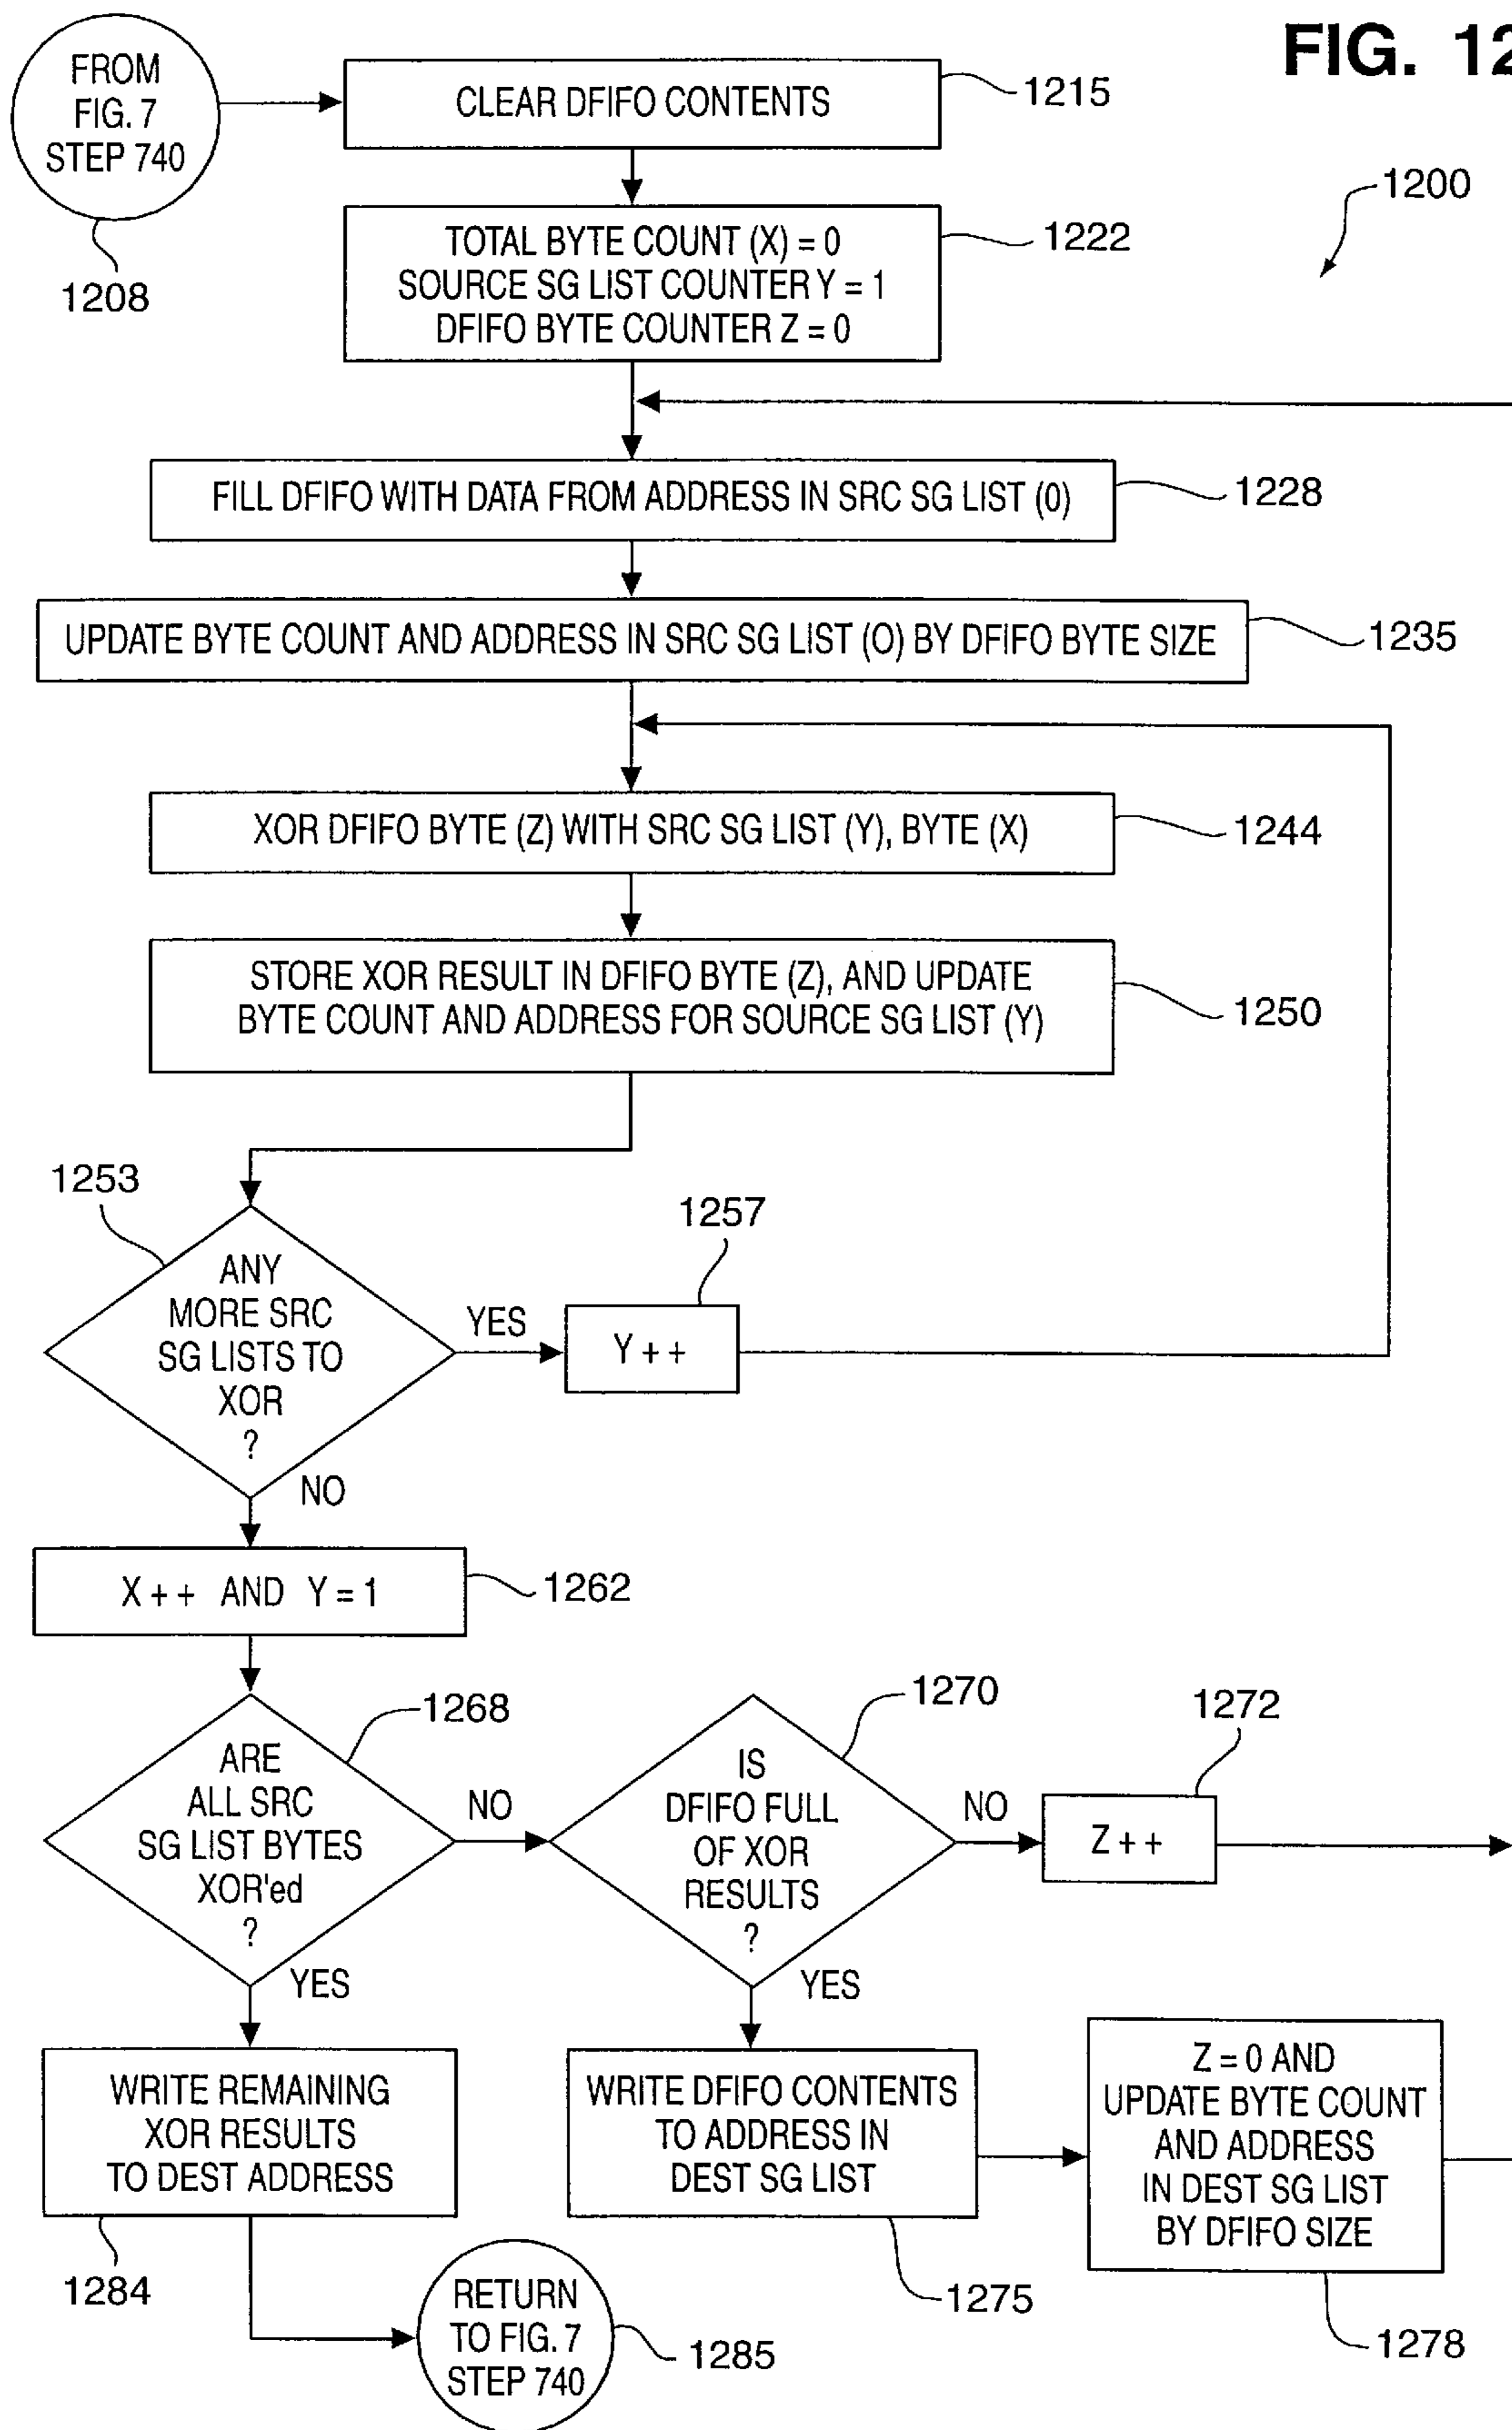 FIG. 12
FROM
FIG. 7
STEP 740
1208
CLEAR DFIFO CONTENTS
1215
1200
TOTAL BYTE COUNT (X) = 0
SOURCE SG LIST COUNTER Y = 1
DFIFO BYTE COUNTER Z = 0
1222
FILL DFIFO WITH DATA FROM ADDRESS IN SRC SG LIST (0)
1228
UPDATE BYTE COUNT AND ADDRESS IN SRC SG LIST (O) BY DFIFO BYTE SIZE
1235
XOR DFIFO BYTE (Z) WITH SRC SG LIST (Y), BYTE (X)
1244
STORE XOR RESULT IN DFIFO BYTE (Z), AND UPDATE
BYTE COUNT AND ADDRESS FOR SOURCE SG LIST (Y)
1250
1253
ANY
MORE SRC
SG LISTS TO
XOR
?
YES
1257
Y + +
NO
X + + AND Y = 1
1262
ARE
ALL SRC
SG LIST BYTES
XOR'ed
?
1268
NO
IS
DFIFO FULL
OF XOR
RESULTS
?
1270
NO
1272
Z + +
YES
YES
WRITE REMAINING
XOR RESULTS
TO DEST ADDRESS
1284
WRITE DFIFO CONTENTS
TO ADDRESS IN
DEST SG LIST
1275
Z = 0 AND
UPDATE BYTE COUNT
AND ADDRESS
IN DEST SG LIST
BY DFIFO SIZE
1278
RETURN
TO FIG. 7
STEP 740
1285